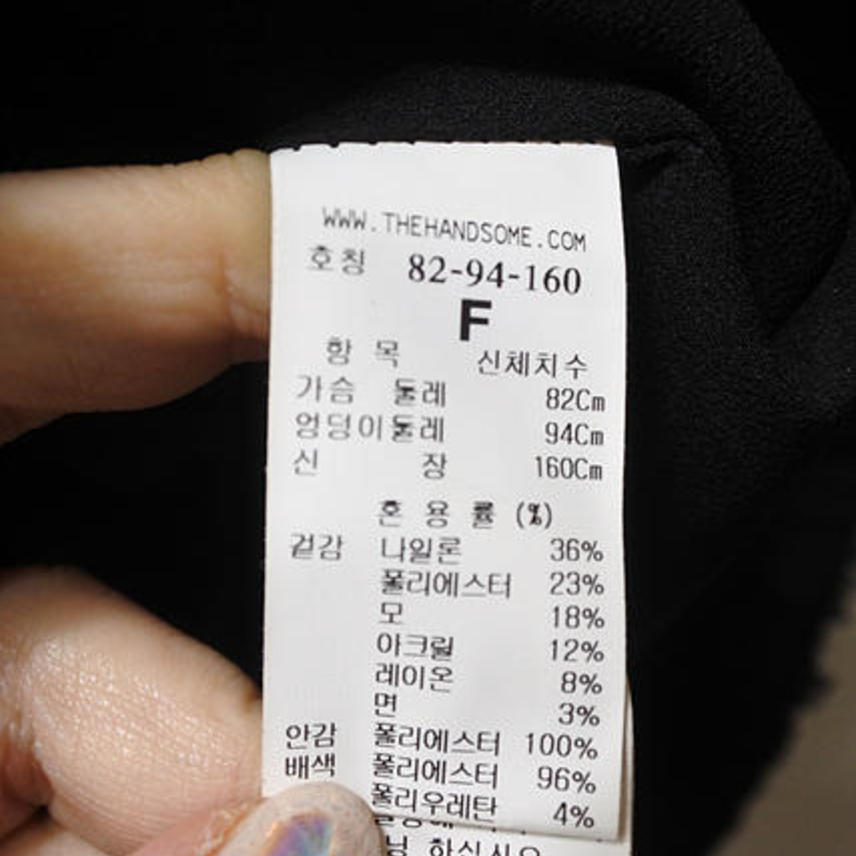 WWW.THEHANDSOME.COM
호칭 82-94-160
F
항 목 신체치수
가슴 둘레 82Cm
엉덩이둘레 94Cm
신 장 160Cm
혼 용 률 (%)
겉감 나일론 36%
폴리에스터 23%
모 18%
아크릴 12%
레이온 8%
면 3%
안감 폴리에스터 100%
배색 폴리에스터 96%
폴리우레탄 4%
하십시오